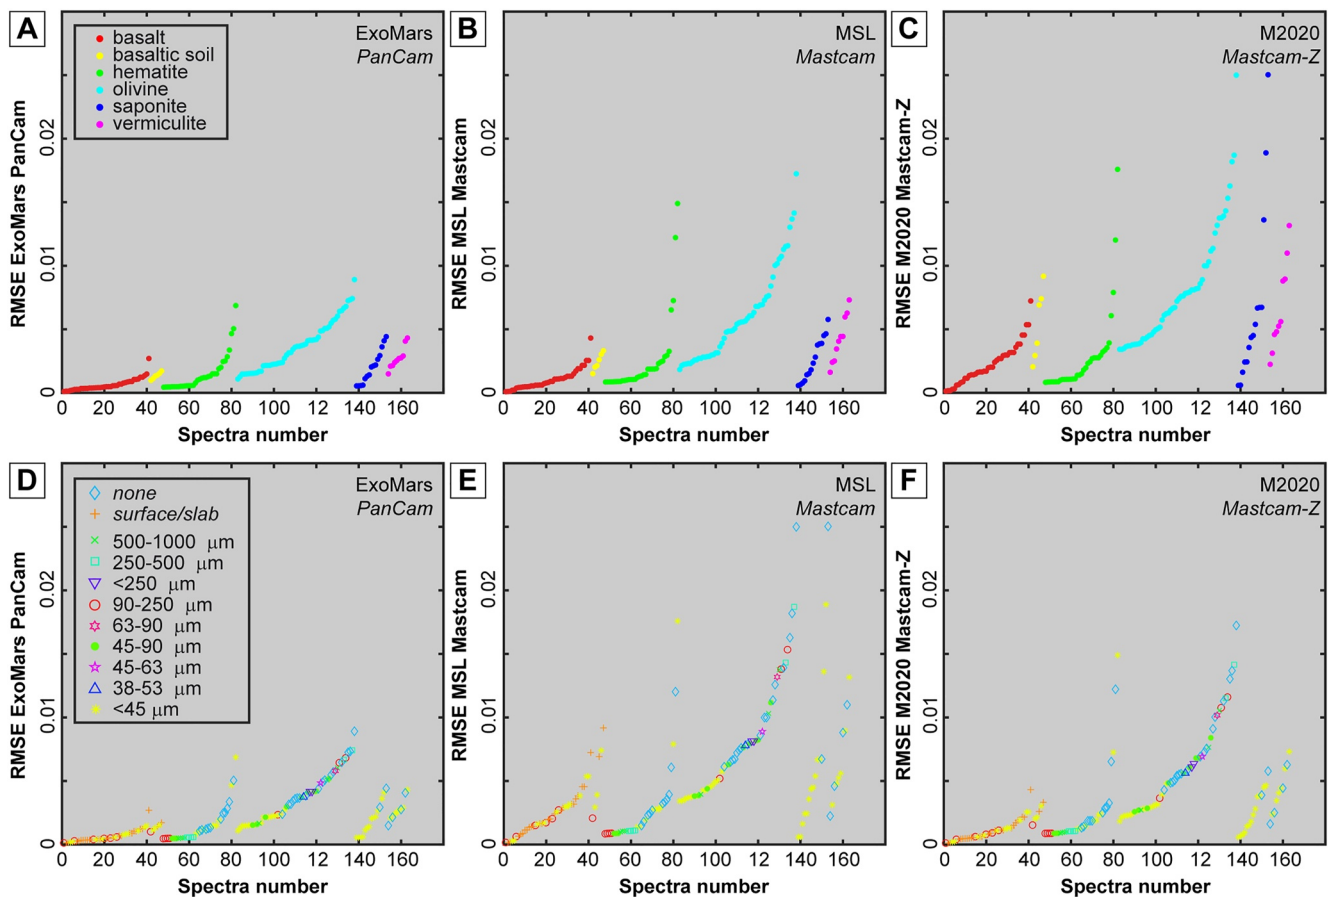 A
ExoMars
PanCam
basalt
basaltic soil
hematite
olivine
saponite
vermiculite
RMSE ExoMars PanCam
0.02
0.01
0
0 20 40 60 80 100 12 140 160
Spectra number
B
MSL
Mastcam
RMSE MSL Mastcam
0.02
0.01
0
0 20 40 60 80 100 12 140 160
Spectra number
C
M2020
Mastcam-Z
RMSE M2020 Mastcam-Z
0.02
0.01
0
0 20 40 60 80 100 12 140 160
Spectra number
D
ExoMars
PanCam
none
surface/slab
500-1000 µm
250-500 µm
<250 µm
90-250 µm
63-90 µm
45-90 µm
45-63 µm
38-53 µm
<45 µm
RMSE ExoMars PanCam
0.02
0.01
0
0 20 40 60 80 100 12 140 160
Spectra number
E
MSL
Mastcam
RMSE MSL Mastcam
0.02
0.01
0
0 20 40 60 80 100 12 140 160
Spectra number
F
M2020
Mastcam-Z
RMSE M2020 Mastcam-Z
0.02
0.01
0
0 20 40 60 80 100 12 140 160
Spectra number